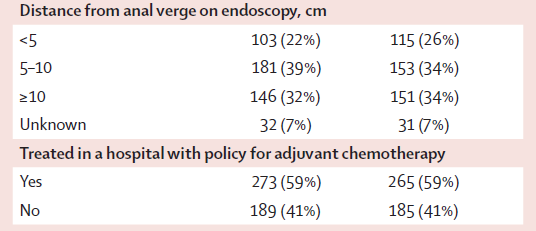 Distance from anal verge on endoscopy, cm
<5 103 (22%) 115 (26%)
5–10 181 (39%) 153 (34%)
≥10 146 (32%) 151 (34%)
Unknown 32 (7%) 31 (7%)
Treated in a hospital with policy for adjuvant chemotherapy
Yes 273 (59%) 265 (59%)
No 189 (41%) 185 (41%)